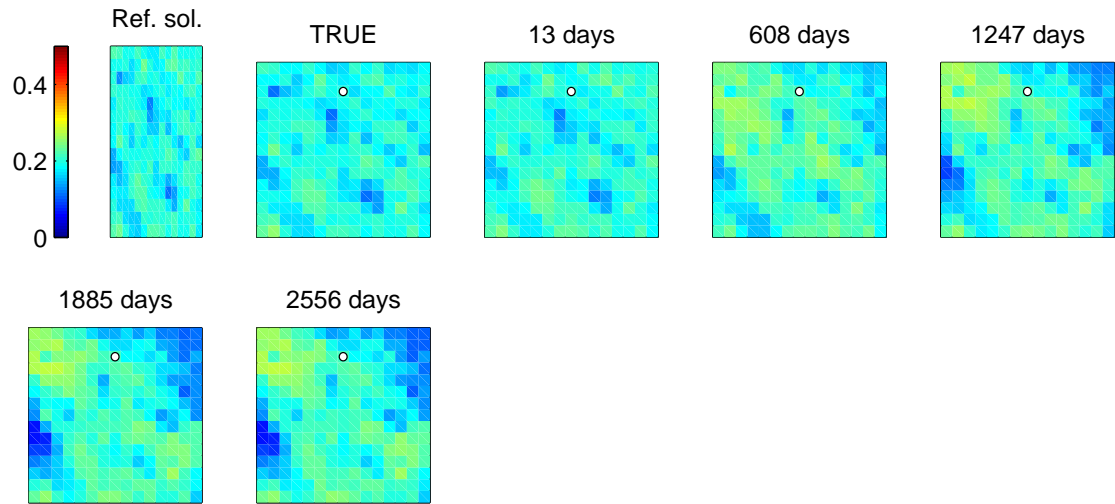 Ref. sol.
TRUE
13 days
608 days
1247 days
0.4
0.2
0
1885 days
2556 days